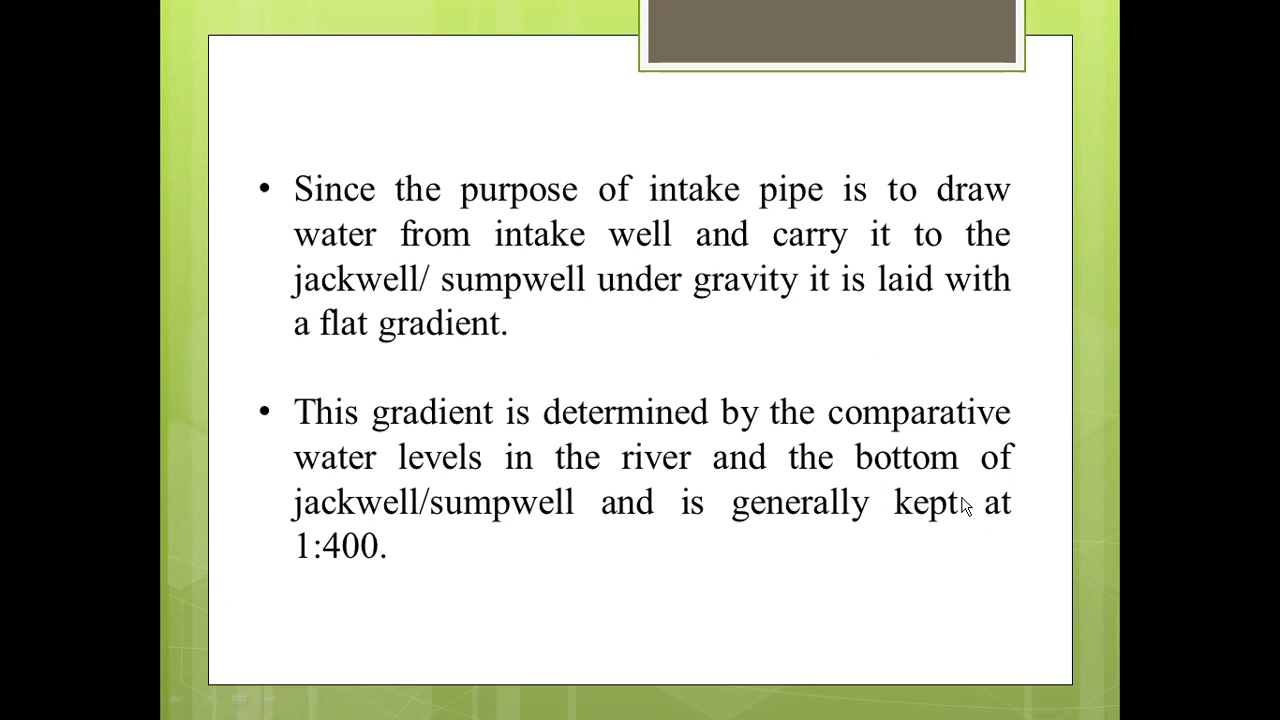 • Since the purpose of intake pipe is to draw
water from intake well and carry it to the
jackwell/ sumpwell under gravity it is laid with
a flat gradient.
• This gradient is determined by the comparative
water levels in the river and the bottom of
jackwell/sumpwell and is generally kept at
1:400.